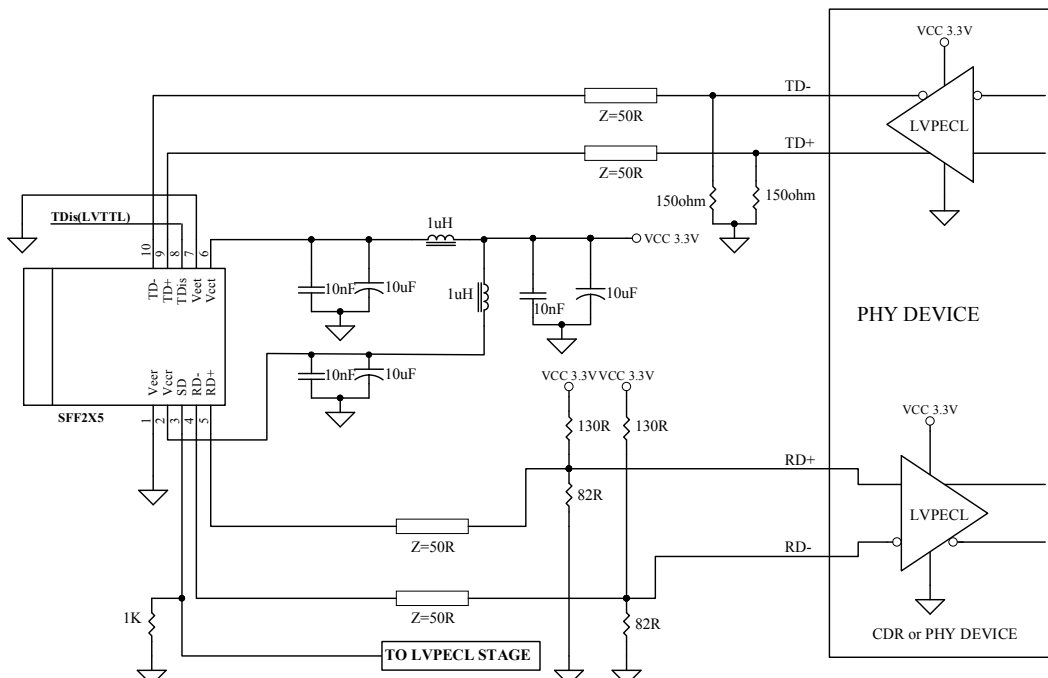 VCC 3.3V
TD-
LVPECL
Z=50R
TD+
Z=50R
150ohm
150ohm
TDis(LVTTL)
1uH
VCC 3.3V
10
9
8
7
6
TD-
TD+
TDis
Veet
Vcct
10nF
10uF
1uH
10nF
10uF
PHY DEVICE
10nF
10uF
Veer
Vccr
SD
RD-
RD+
SFF2X5
1
2
3
4
5
VCC 3.3V
VCC 3.3V
VCC 3.3V
130R
130R
RD+
82R
LVPECL
Z=50R
RD-
Z=50R
1K
82R
CDR or PHY DEVICE
TO LVPECL STAGE